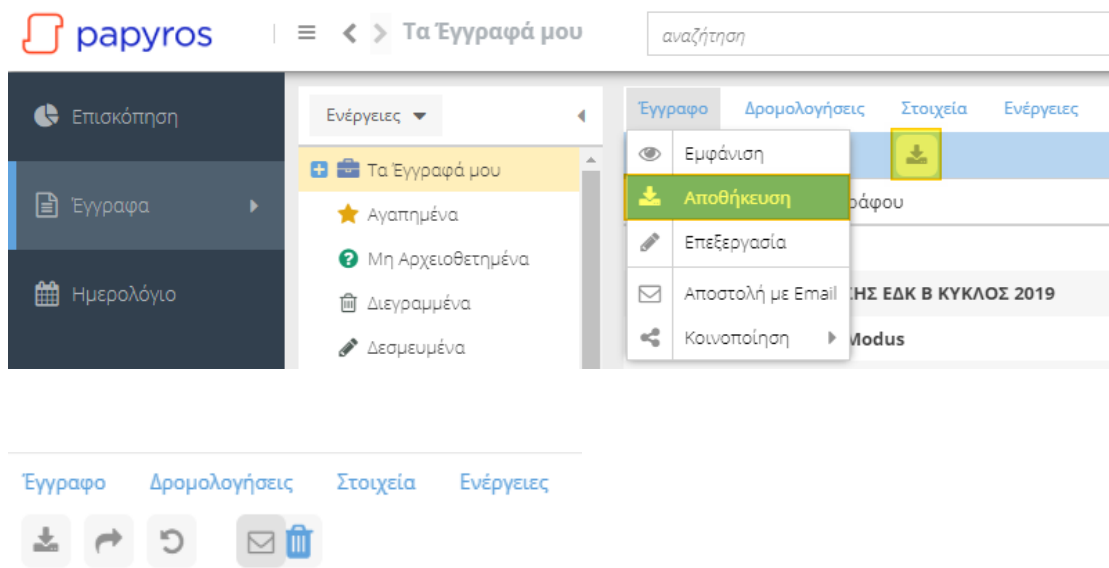 papyros
Τα Έγγραφά μου
αναζήτηση
Επισκόπηση
Έγγραφα
Ημερολόγιο
Ενέργειες
Τα Έγγραφά μου
Αγαπημένα
Μη Αρχειοθετημένα
Διεγραμμένα
Δεσμευμένα
Έγγραφο Δρομολογήσεις Στοιχεία Ενέργειες
Εμφάνιση
Αποθήκευση
ράφου
Επεξεργασία
Αποστολή με Email ΗΣ ΕΔΚ Β ΚΥΚΛΟΣ 2019
Κοινοποίηση Modus
Έγγραφο Δρομολογήσεις Στοιχεία Ενέργειες